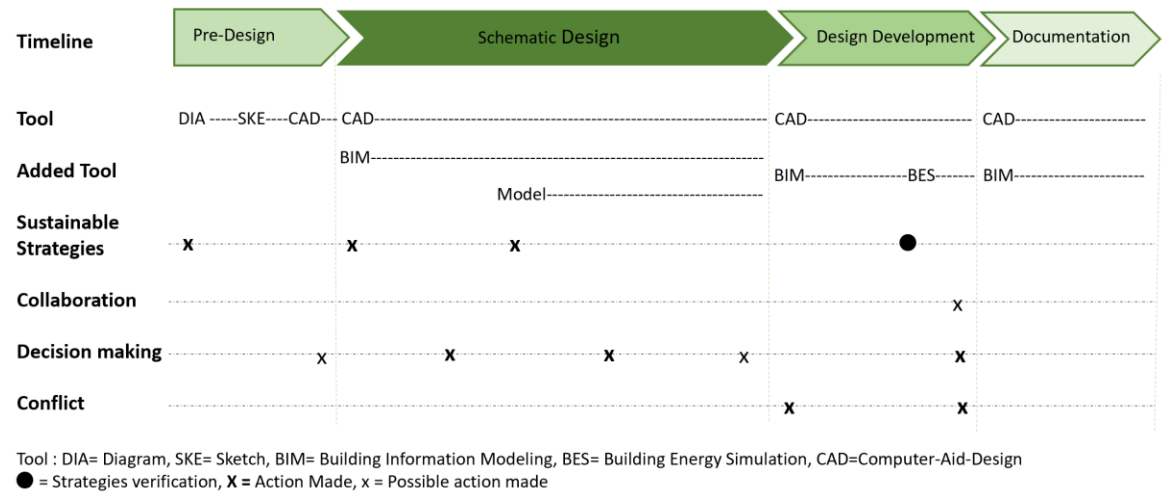 Timeline Pre-Design Schematic Design Design Development Documentation
Tool DIA -----SKE----CAD--- CAD------------------------------------------------------------------------------------- CAD------------------------------------ CAD-----------------------------
BIM-------------------------------------------------------------------------------------
Added Tool BIM-----------------------BES------- BIM-----------------------------
Model------------------------------------------------
Sustainable
Strategies x x x ●
Collaboration x
Decision making x x x x x
Conflict x x
Tool : DIA= Diagram, SKE= Sketch, BIM= Building Information Modeling, BES= Building Energy Simulation, CAD=Computer-Aid-Design
● = Strategies verification, X = Action Made, x = Possible action made